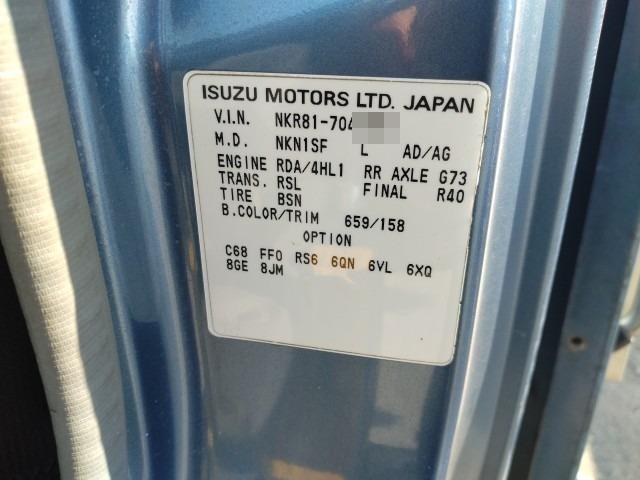 ISUZU MOTORS LTD. JAPAN
V.I.N. NKR81-704
M.D. NKN1SF L AD/AG
ENGINE RDA/4HL1 RR AXLE G73
TRANS. RSL FINAL R40
TIRE BSN
B.COLOR/TRIM 659/158
OPTION
C68 FF0 RS6 6QN 6VL 6XQ
8GE 8JM